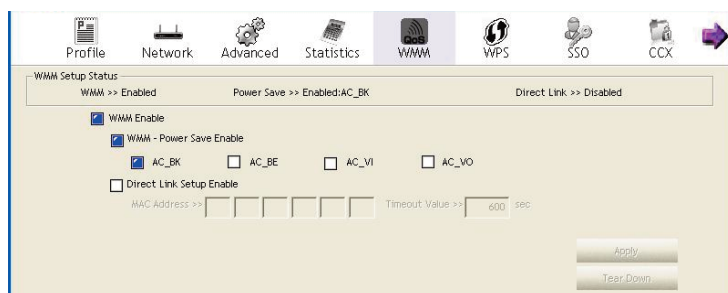 Profile Network Advanced Statistics WMM WPS SSO CCX
QoS
WMM Setup Status
WMM >> Enabled Power Save >> Enabled:AC_BK Direct Link >> Disabled
WMM Enable
WMM - Power Save Enable
AC_BK AC_BE AC_VI AC_VO
Direct Link Setup Enable
MAC Address >> Timeout Value >> 600 sec
Apply
Tear Down